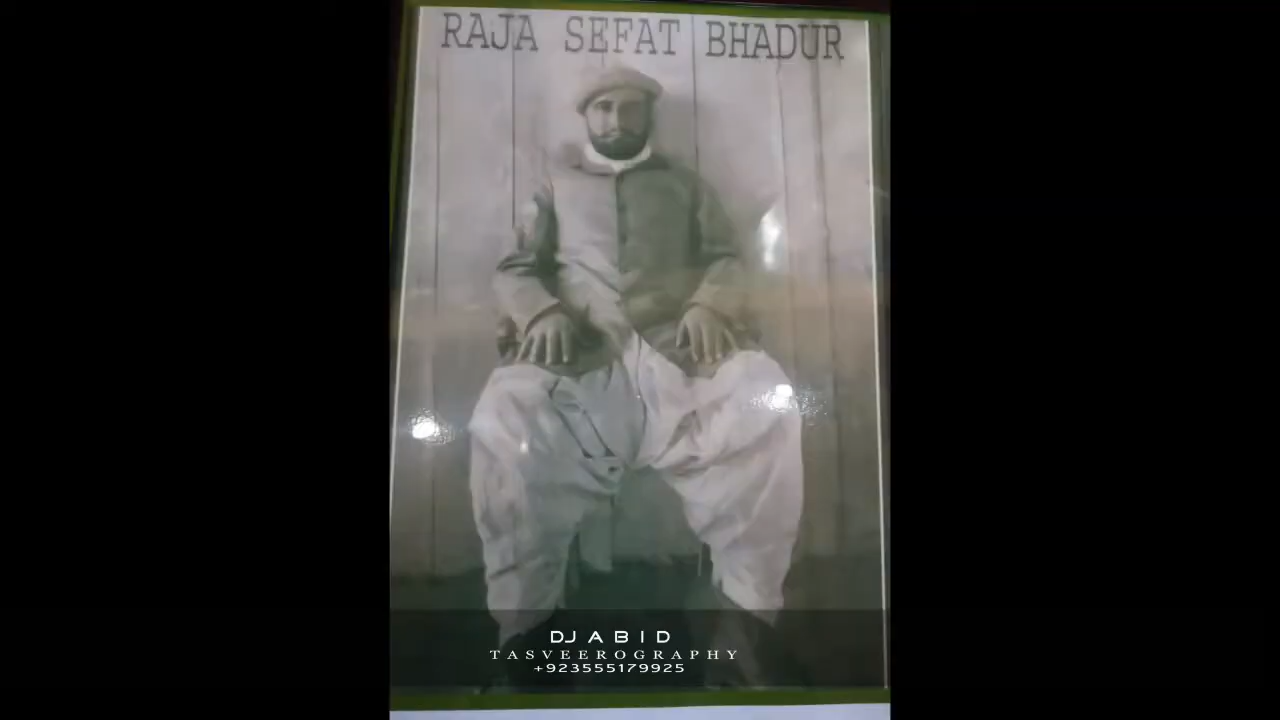 RAJA SEFAT BHADUR
DJ ABID
TASVEEROGRAPHY
+923555179925